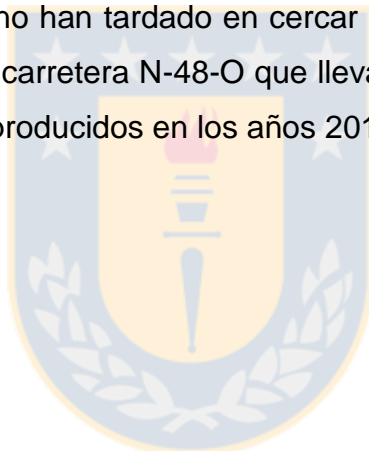 no han tardado en cercar
carretera N-48-O que lleva
producidos en los años 201